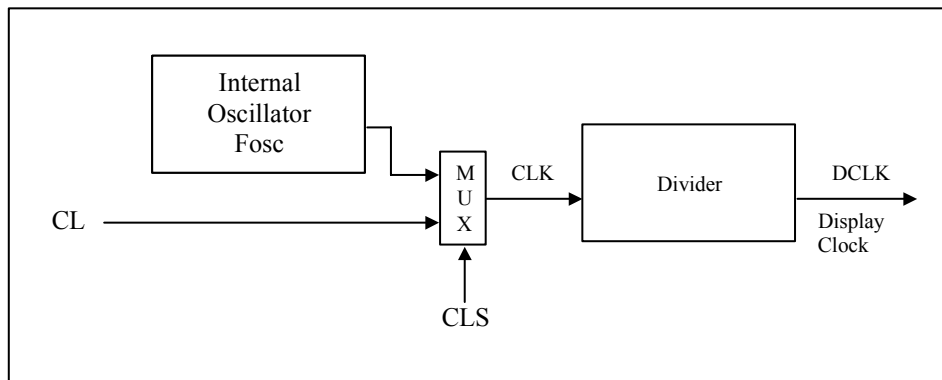 Internal
Oscillator
Fosc
M
U
X
CLK
Divider
DCLK
CL
Display
Clock
CLS